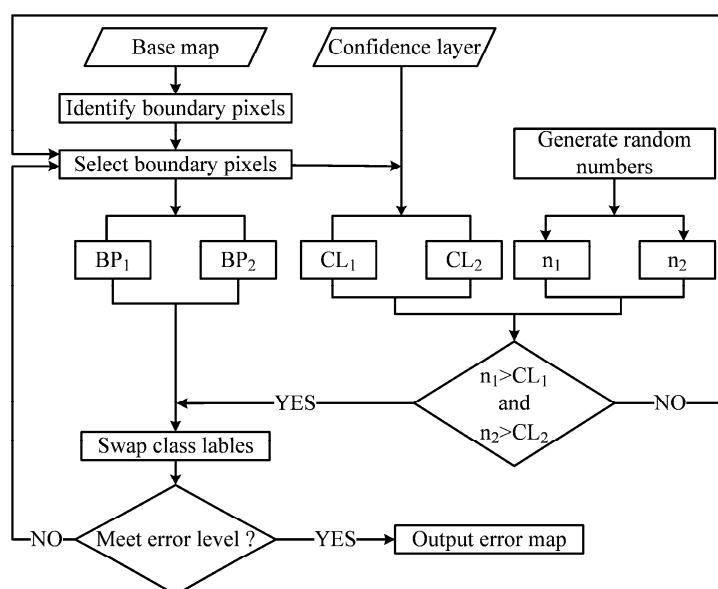 Base map
Confidence layer
Identify boundary pixels
Generate random
numbers
Select boundary pixels
BP₁
BP₂
CL₁
CL₂
n₁
n₂
n₁>CL₁
and
n₂>CL₂
YES
NO
Swap class lables
NO
Meet error level ?
YES
Output error map